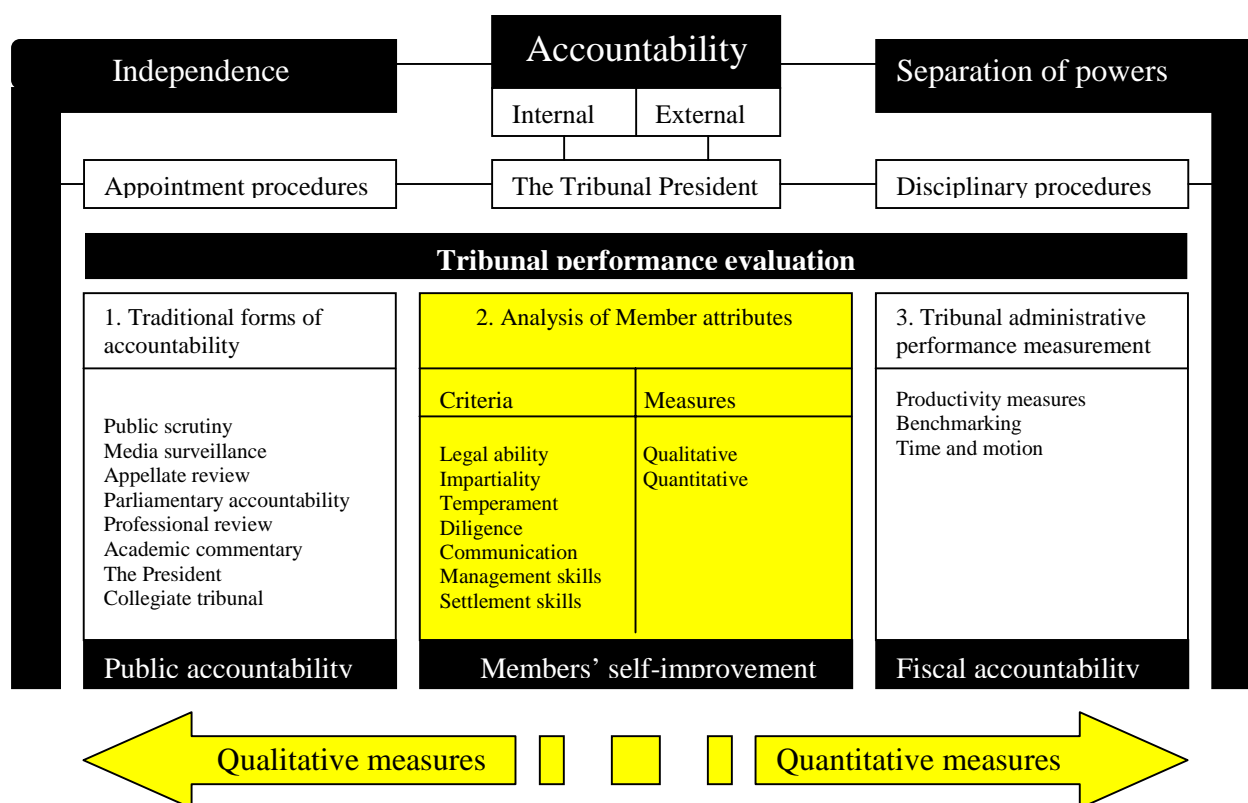 Independence
Accountability
Separation of powers
Internal
External
Appointment procedures
The Tribunal President
Disciplinary procedures
Tribunal performance evaluation
1. Traditional forms of
accountability
Public scrutiny
Media surveillance
Appellate review
Parliamentary accountability
Professional review
Academic commentary
The President
Collegiate tribunal
Public accountability
2. Analysis of Member attributes
Criteria
Legal ability
Impartiality
Temperament
Diligence
Communication
Management skills
Settlement skills
Measures
Qualitative
Quantitative
Members’ self-improvement
3. Tribunal administrative
performance measurement
Productivity measures
Benchmarking
Time and motion
Fiscal accountability
Qualitative measures
Quantitative measures